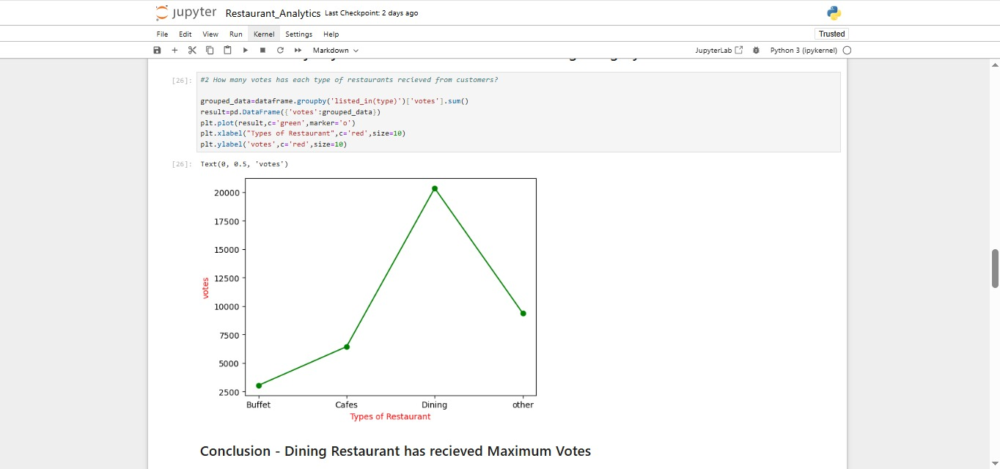 jupyter Restaurant_Analytics Last Checkpoint: 2 days ago
File Edit View Run Kernel Settings Help
Trusted
Markdown
JupyterLab
Python 3 (ipykernel)
[26]:
#2 How many votes has each type of restaurants recieved from customers?
grouped_data=dataframe.groupby('listed_in(type)')['votes'].sum()
result=pd.DataFrame({'votes':grouped_data})
plt.plot(result,c='green',marker='o')
plt.xlabel("Types of Restaurant",c='red',size=10)
plt.ylabel('votes',c='red',size=10)
[26]:
Text(0, 0.5, 'votes')
20000
17500
15000
12500
10000
7500
5000
2500
votes
Buffet Cafes Dining other
Types of Restaurant
Conclusion - Dining Restaurant has recieved Maximum Votes